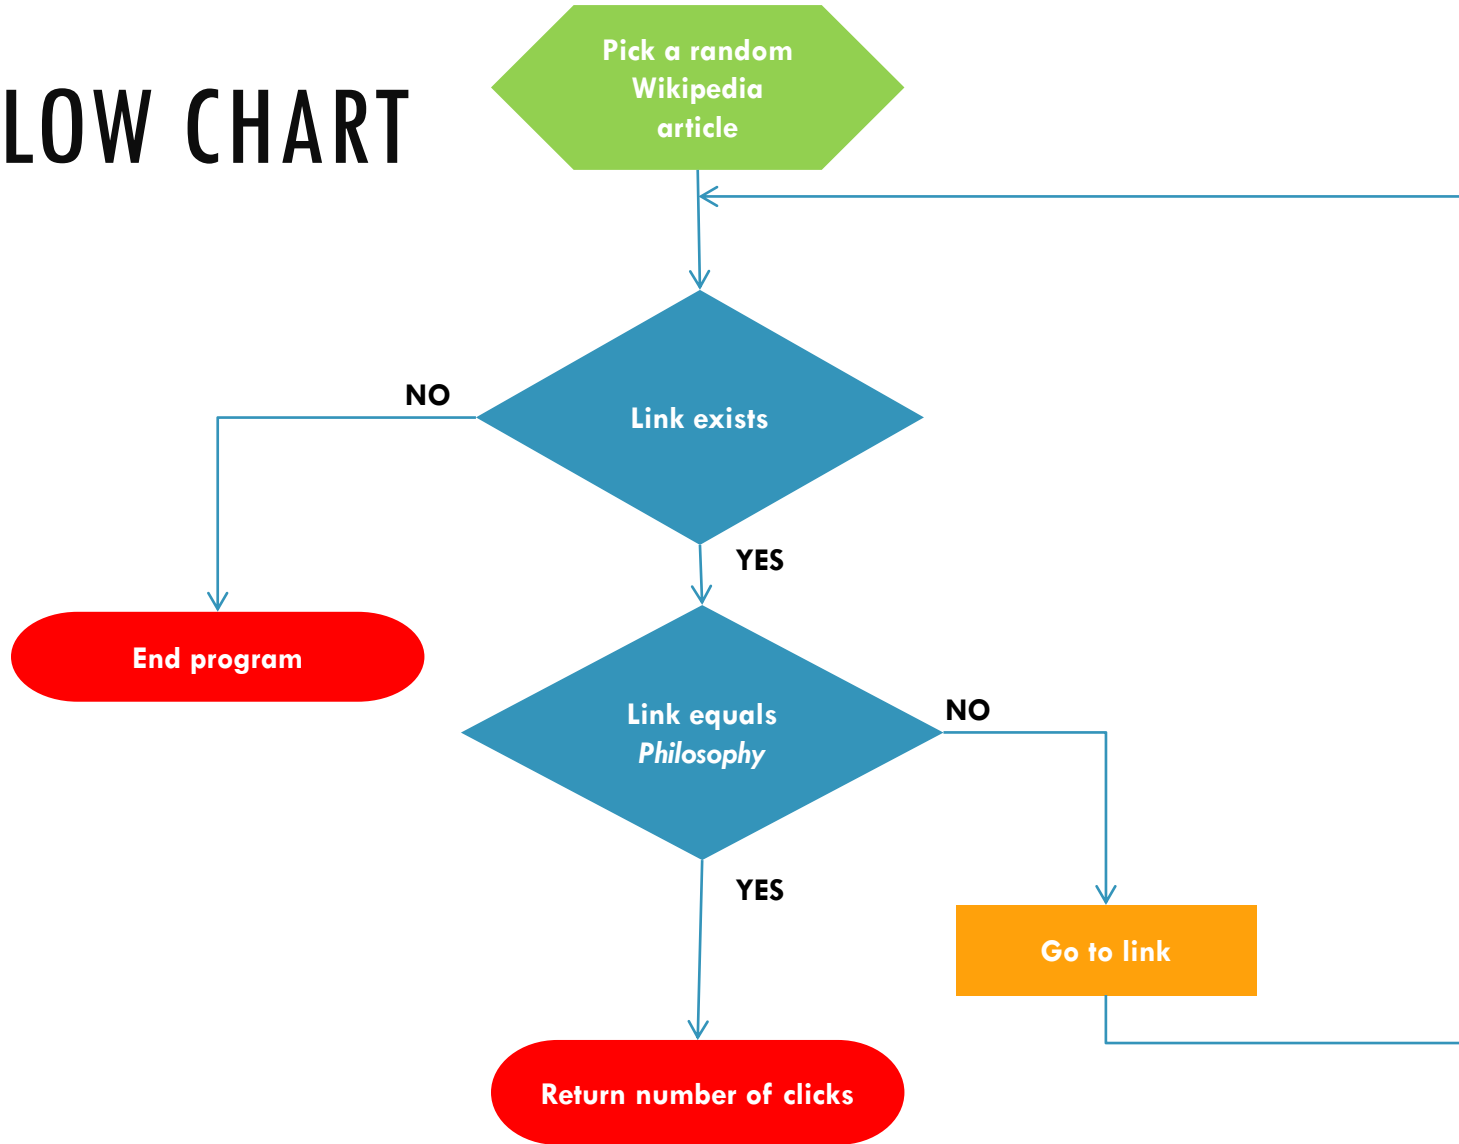 LOW CHART
Pick a random
Wikipedia
article
NO
Link exists
YES
End program
Link equals
Philosophy
NO
YES
Go to link
Return number of clicks